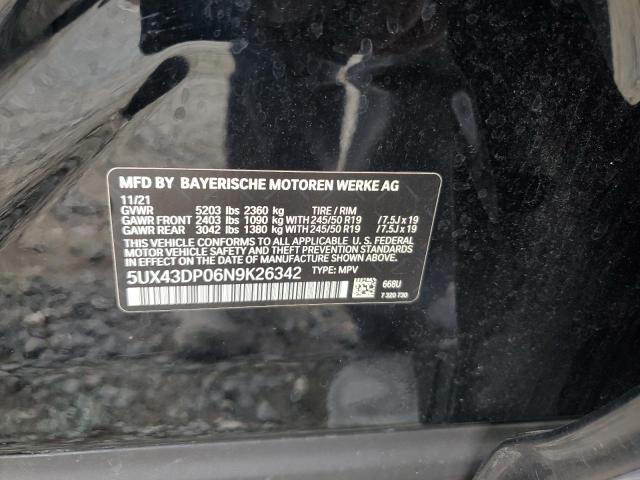 MFD BY BAYERISCHE MOTOREN WERKE AG
11/21
GVWR 5203 lbs 2360 kg TIRE / RIM
GAWR FRONT 2403 lbs 1090 kg WITH 245/50 R19 / 7.5J x 19
GAWR REAR 3042 lbs 1380 kg WITH 245/50 R19 / 7.5J x 19
THIS VEHICLE CONFORMS TO ALL APPLICABLE U. S. FEDERAL
MOTOR VEHICLE SAFETY STANDARDS IN EFFECT
ON THE DATE OF MANUFACTURE SHOWN ABOVE.
5UX43DP06N9K26342 TYPE: MPV
668U
7 320 730